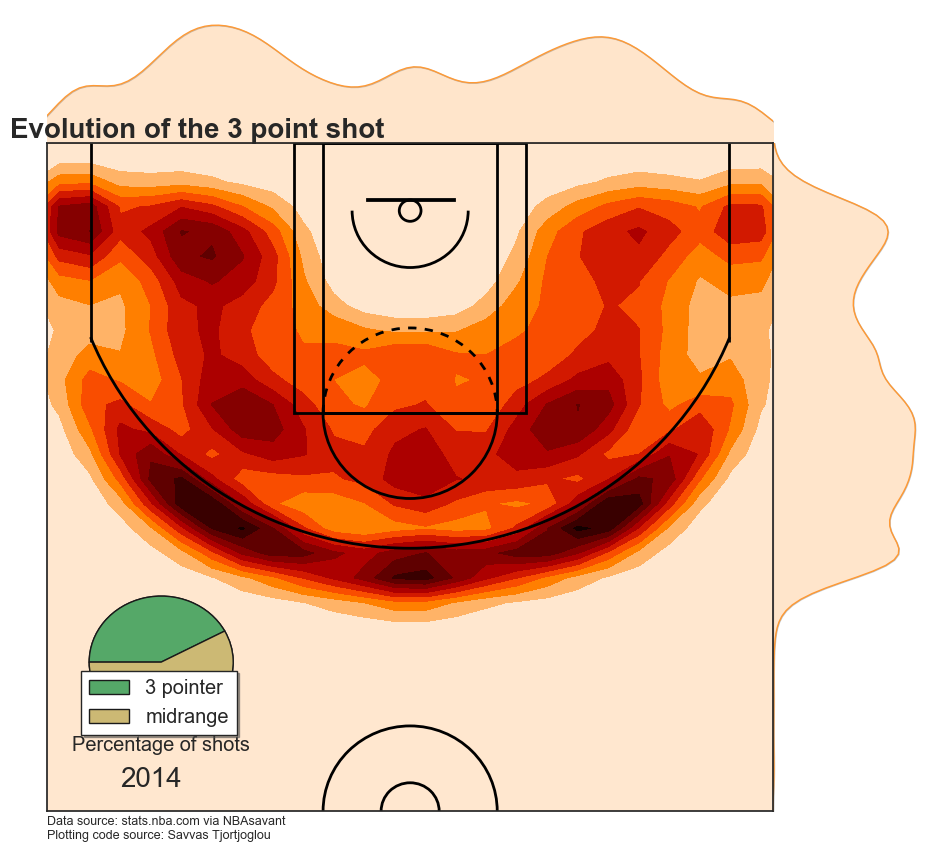 Evolution of the 3 point shot
3 pointer
midrange
Percentage of shots
2014
Data source: stats.nba.com via NBAsavant
Plotting code source: Savvas Tjortjoglou